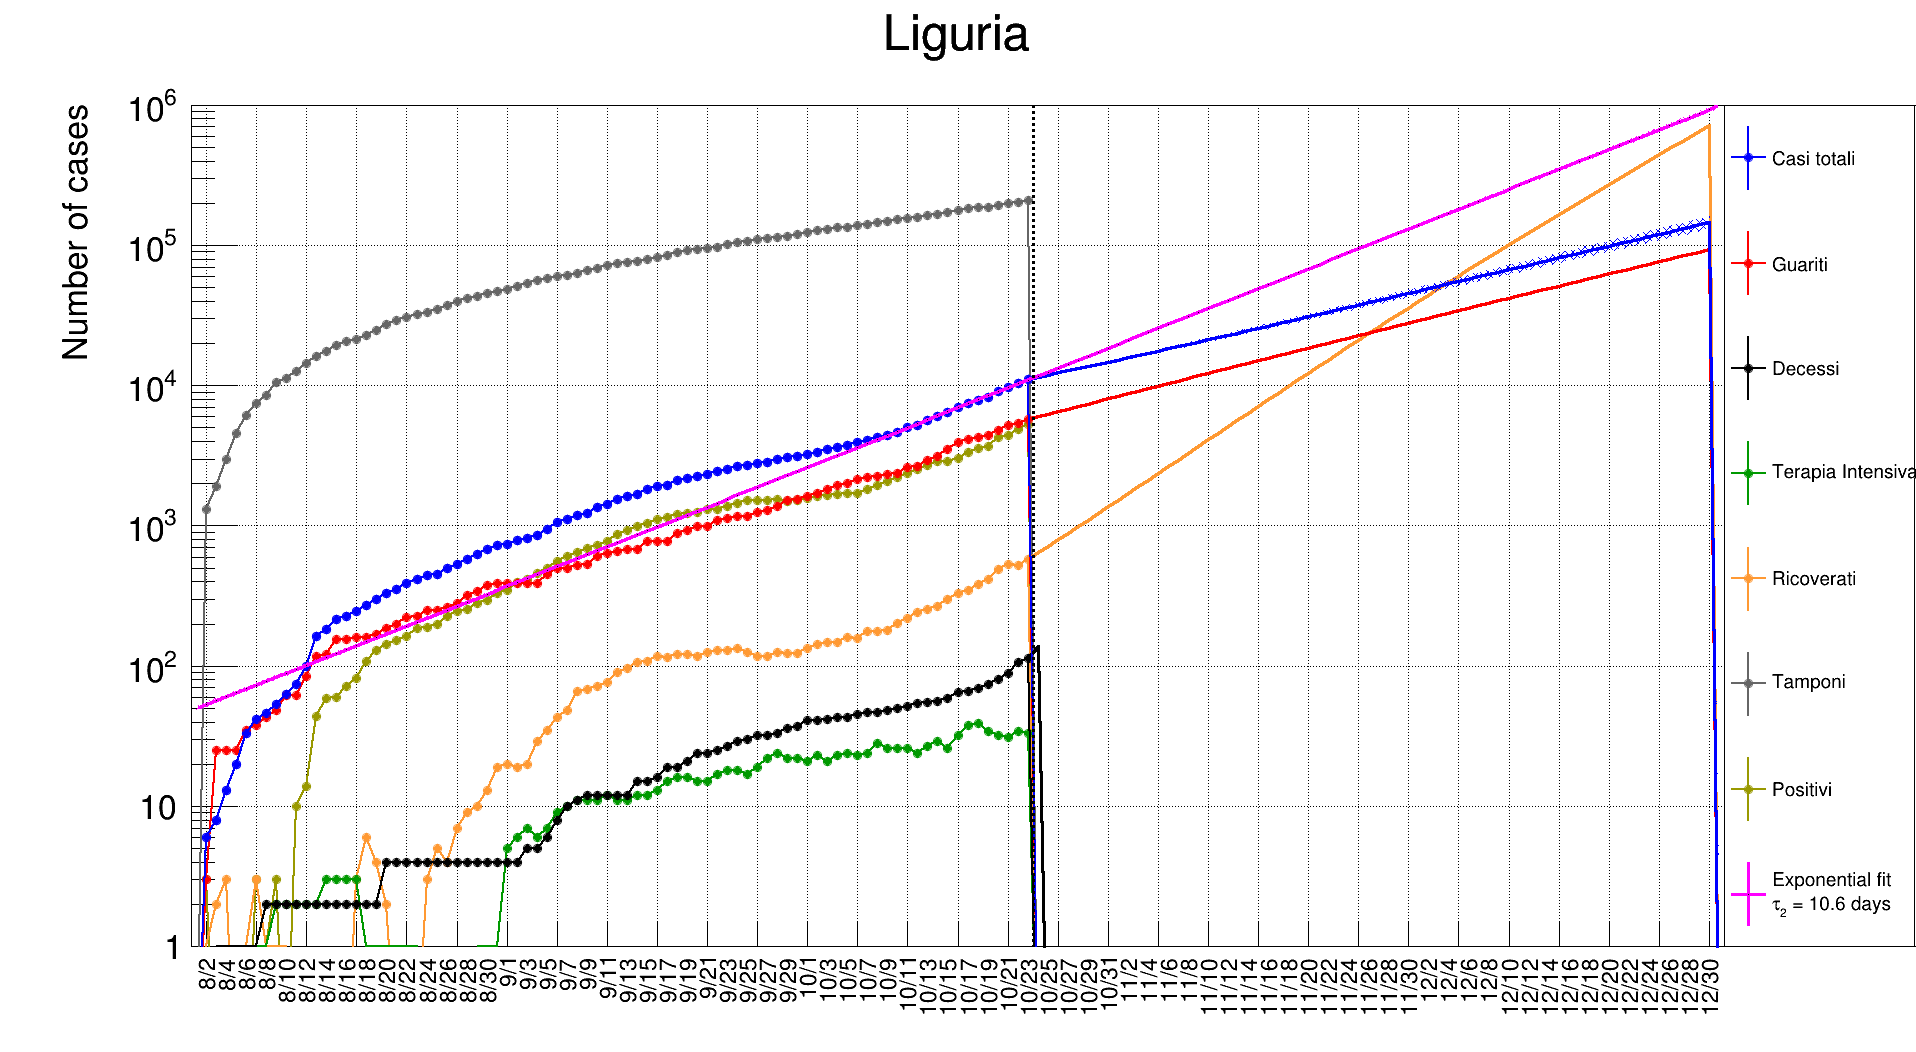 Liguria
Number of cases
10^6
10^5
10^4
10^3
10^2
10
1
8/2 8/4 8/6 8/8 8/10 8/12 8/14 8/16 8/18 8/20 8/22 8/24 8/26 8/28 8/30 9/1 9/3 9/5 9/7 9/9 9/11 9/13 9/15 9/17 9/19 9/21 9/23 9/25 9/27 9/29 10/1 10/3 10/5 10/7 10/9 10/11 10/13 10/15 10/17 10/19 10/21 10/23 10/25 10/27 10/29 10/31 11/2 11/4 11/6 11/8 11/10 11/12 11/14 11/16 11/18 11/20 11/22 11/24 11/26 11/28 11/30 12/2 12/4 12/6 12/8 12/10 12/12 12/14 12/16 12/18 12/20 12/22 12/24 12/26 12/28 12/30
Casi totali
Guariti
Decessi
Terapia Intensiva
Ricoverati
Tamponi
Positivi
Exponential fit
τ₂ = 10.6 days